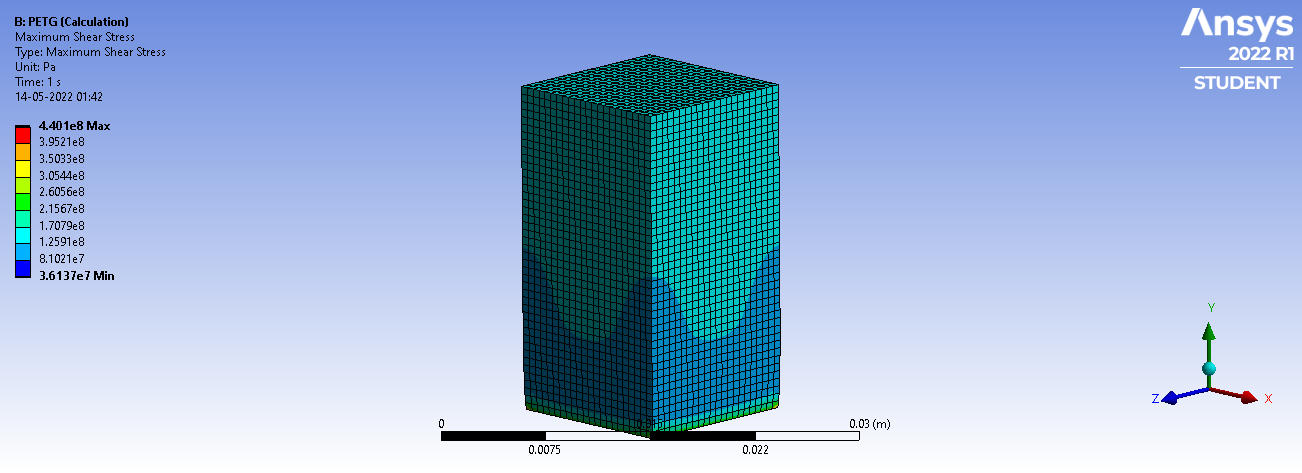 B: PETG (Calculation)
Maximum Shear Stress
Type: Maximum Shear Stress
Unit: Pa
Time: 1 s
14-05-2022 01:42
4.401e8 Max
3.9521e8
3.5033e8
3.0544e8
2.6056e8
2.1567e8
1.7079e8
1.2591e8
8.1021e7
3.6137e7 Min
Ansys
2022 R1
STUDENT
0
0.03 (m)
0.0075
0.022
Y
Z
X